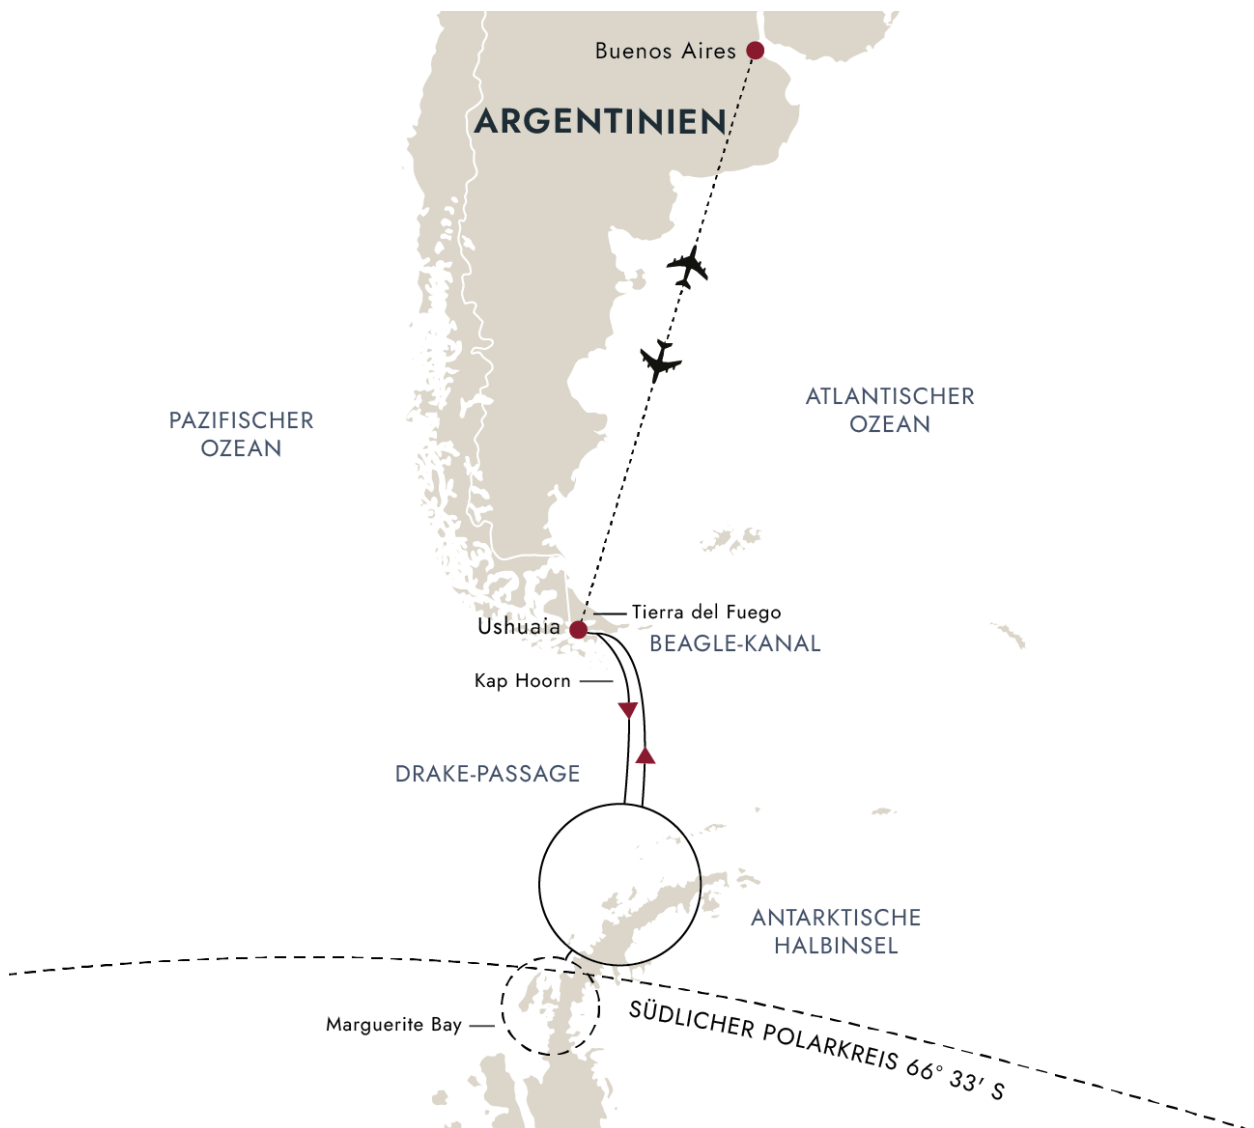 Buenos Aires
ARGENTINIEN
ATLANTISCHER
OZEAN
PAZIFISCHER
OZEAN
Tierra del Fuego
Ushuaia
BEAGLE-KANAL
Kap Hoorn
DRAKE-PASSAGE
ANTARKTISCHE
HALBINSEL
SÜDLICHER POLARKREIS 66° 33' S
Marguerite Bay